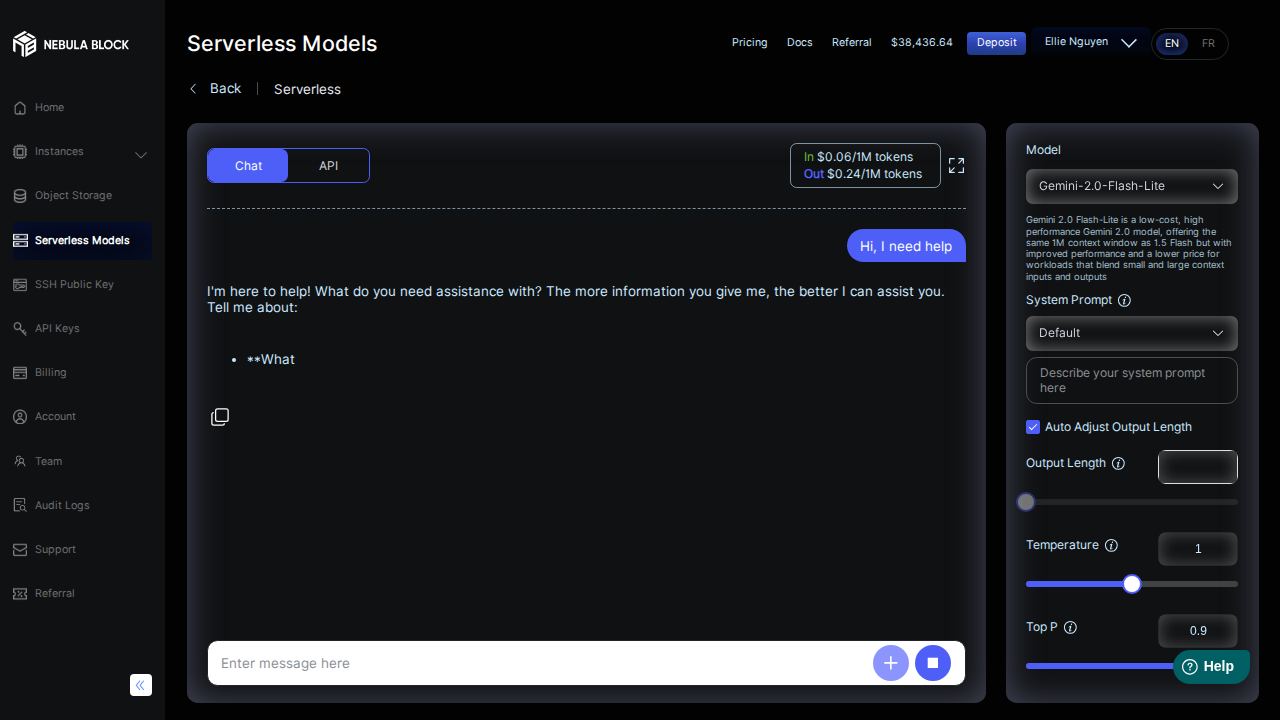 NEBULA BLOCK
Home
Instances
Object Storage
Serverless Models
SSH Public Key
API Keys
Billing
Account
Team
Audit Logs
Support
Referral
Serverless Models
Pricing
Docs
Referral
$38,436.64
Deposit
Ellie Nguyen
EN
FR
Back
Serverless
Chat
API
In $0.06/1M tokens
Out $0.24/1M tokens
Hi, I need help
I'm here to help! What do you need assistance with? The more information you give me, the better I can assist you.
Tell me about:
• **What
Enter message here
Model
Gemini-2.0-Flash-Lite
Gemini 2.0 Flash-Lite is a low-cost, high
performance Gemini 2.0 model, offering the
same 1M context window as 1.5 Flash but with
improved performance and a lower price for
workloads that blend small and large context
inputs and outputs
System Prompt
Default
Describe your system prompt
here
Auto Adjust Output Length
Output Length
Temperature
1
Top P
0.9
Help